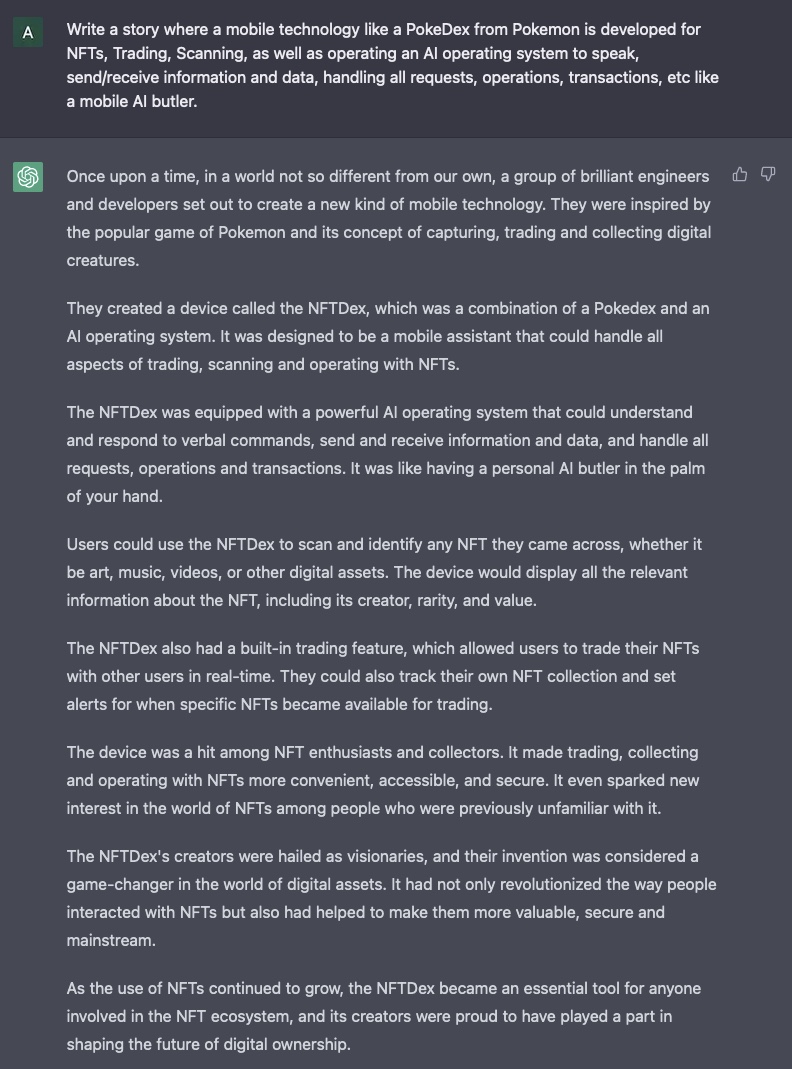 A
Write a story where a mobile technology like a PokeDex from Pokemon is developed for
NFTs, Trading, Scanning, as well as operating an AI operating system to speak,
send/receive information and data, handling all requests, operations, transactions, etc like
a mobile AI butler.
Once upon a time, in a world not so different from our own, a group of brilliant engineers
and developers set out to create a new kind of mobile technology. They were inspired by
the popular game of Pokemon and its concept of capturing, trading and collecting digital
creatures.
They created a device called the NFTDex, which was a combination of a Pokedex and an
AI operating system. It was designed to be a mobile assistant that could handle all
aspects of trading, scanning and operating with NFTs.
The NFTDex was equipped with a powerful AI operating system that could understand
and respond to verbal commands, send and receive information and data, and handle all
requests, operations and transactions. It was like having a personal AI butler in the palm
of your hand.
Users could use the NFTDex to scan and identify any NFT they came across, whether it
be art, music, videos, or other digital assets. The device would display all the relevant
information about the NFT, including its creator, rarity, and value.
The NFTDex also had a built-in trading feature, which allowed users to trade their NFTs
with other users in real-time. They could also track their own NFT collection and set
alerts for when specific NFTs became available for trading.
The device was a hit among NFT enthusiasts and collectors. It made trading, collecting
and operating with NFTs more convenient, accessible, and secure. It even sparked new
interest in the world of NFTs among people who were previously unfamiliar with it.
The NFTDex's creators were hailed as visionaries, and their invention was considered a
game-changer in the world of digital assets. It had not only revolutionized the way people
interacted with NFTs but also had helped to make them more valuable, secure and
mainstream.
As the use of NFTs continued to grow, the NFTDex became an essential tool for anyone
involved in the NFT ecosystem, and its creators were proud to have played a part in
shaping the future of digital ownership.